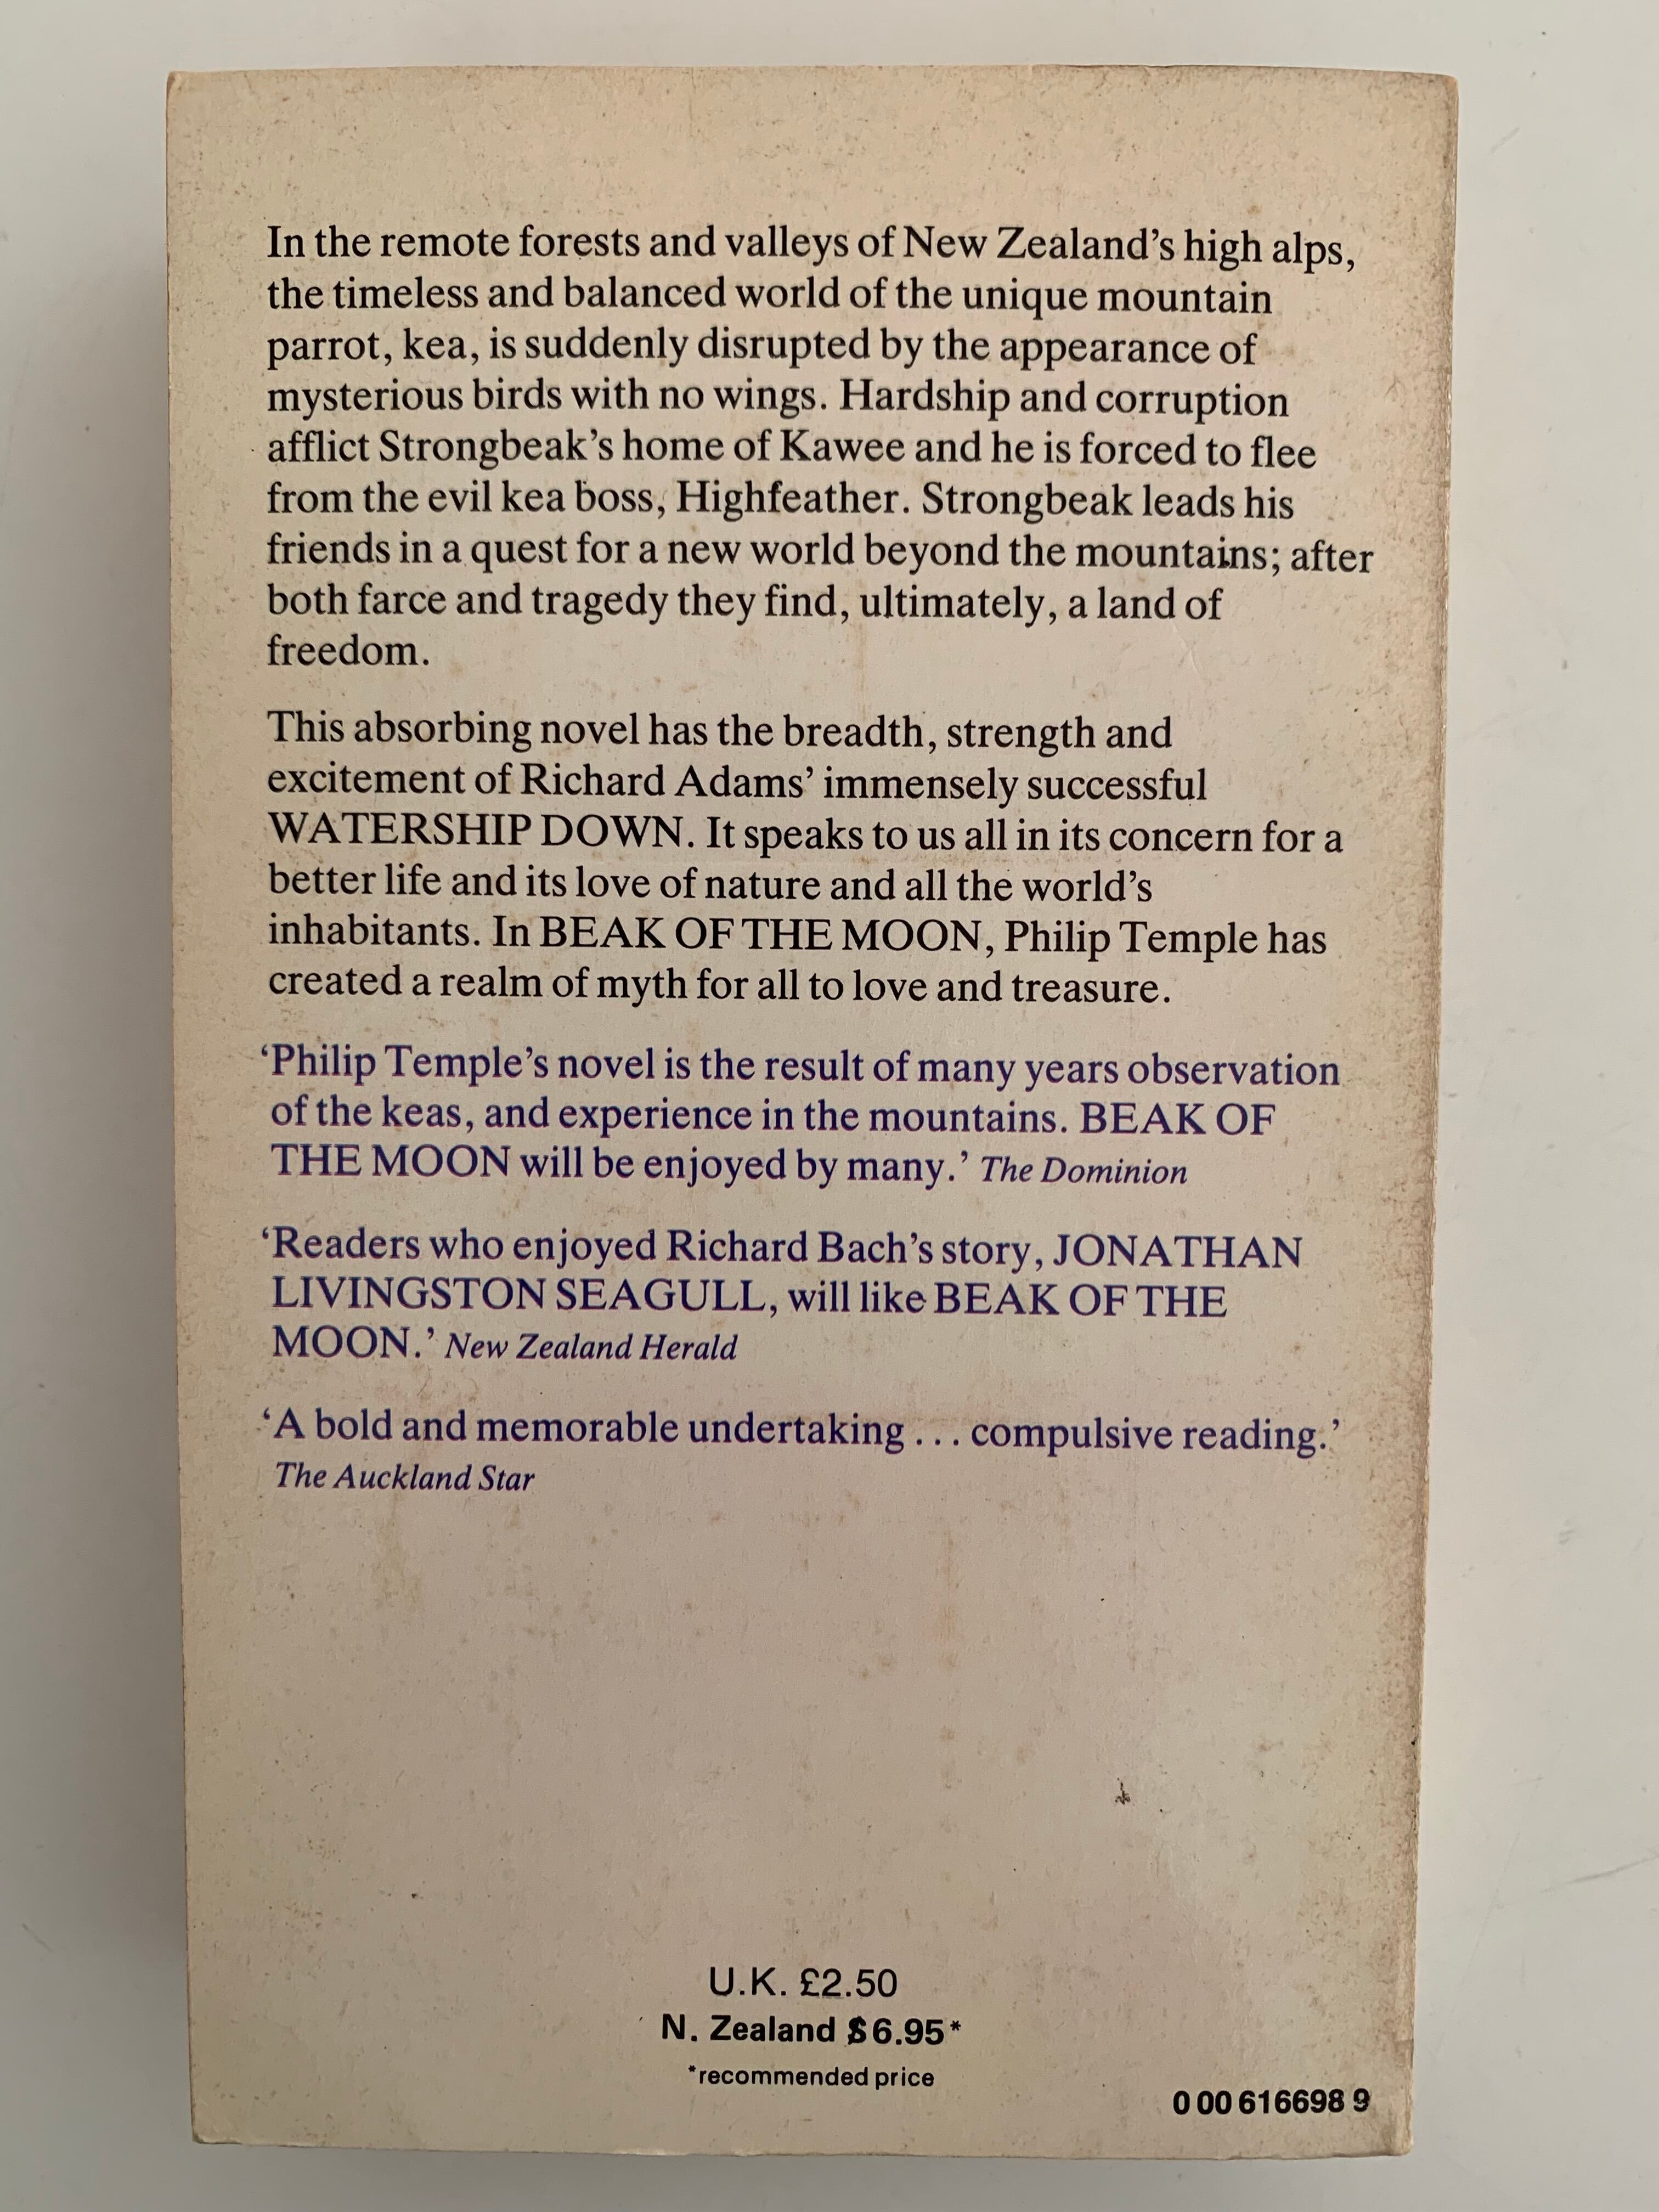 In the remote forests and valleys of New Zealand’s high alps,
the timeless and balanced world of the unique mountain
parrot, kea, is suddenly disrupted by the appearance of
mysterious birds with no wings. Hardship and corruption
afflict Strongbeak’s home of Kawee and he is forced to flee
from the evil kea boss, Highfeather. Strongbeak leads his
friends in a quest for a new world beyond the mountains; after
both farce and tragedy they find, ultimately, a land of
freedom.
This absorbing novel has the breadth, strength and
excitement of Richard Adams’ immensely successful
WATERSHIP DOWN. It speaks to us all in its concern for a
better life and its love of nature and all the world’s
inhabitants. In BEAK OF THE MOON, Philip Temple has
created a realm of myth for all to love and treasure.
‘Philip Temple’s novel is the result of many years observation
of the keas, and experience in the mountains. BEAK OF
THE MOON will be enjoyed by many.’ The Dominion
‘Readers who enjoyed Richard Bach’s story, JONATHAN
LIVINGSTON SEAGULL, will like BEAK OF THE
MOON.’ New Zealand Herald
‘A bold and memorable undertaking . . . compulsive reading.’
The Auckland Star
U.K. £2.50
N. Zealand $6.95*
*recommended price
0 00 616698 9